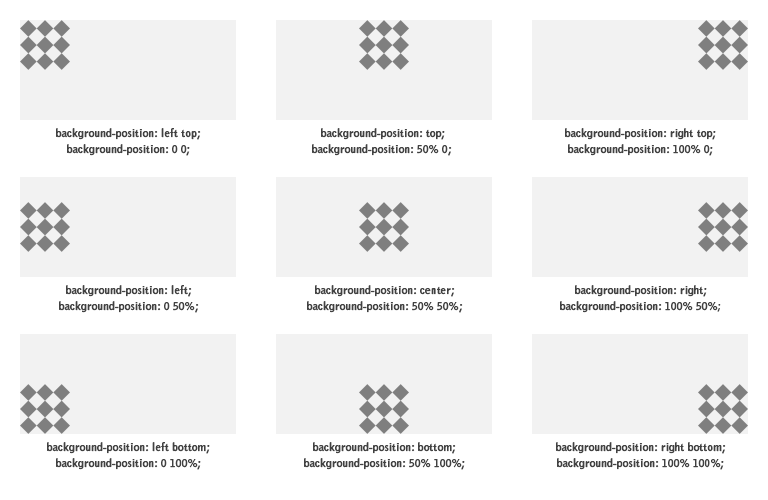 background-position: left top;
background-position: 0 0;
background-position: top;
background-position: 50% 0;
background-position: right top;
background-position: 100% 0;
background-position: left;
background-position: 0 50%;
background-position: center;
background-position: 50% 50%;
background-position: right;
background-position: 100% 50%;
background-position: left bottom;
background-position: 0 100%;
background-position: bottom;
background-position: 50% 100%;
background-position: right bottom;
background-position: 100% 100%;